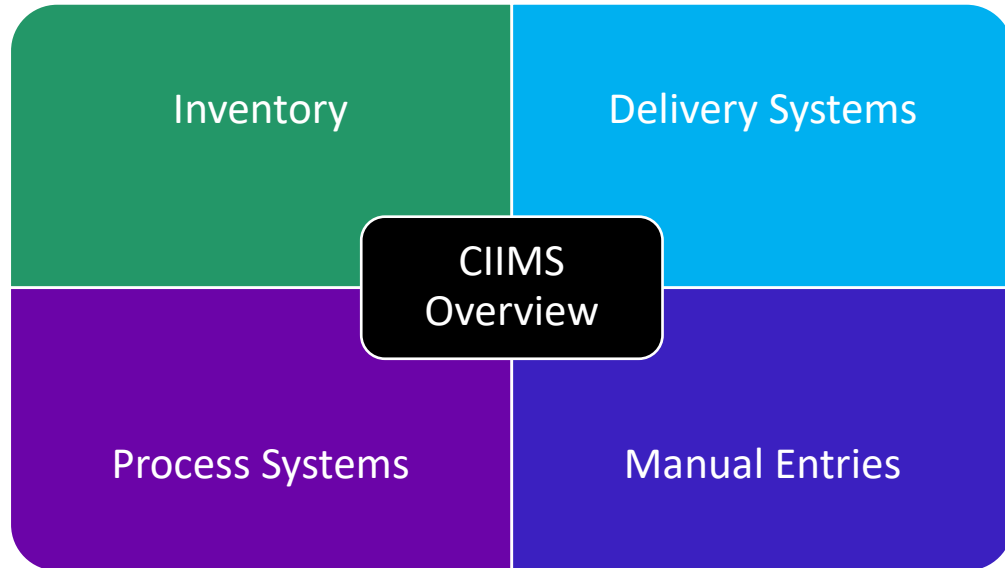 Inventory
Delivery Systems
CIIMS
Overview
Process Systems
Manual Entries